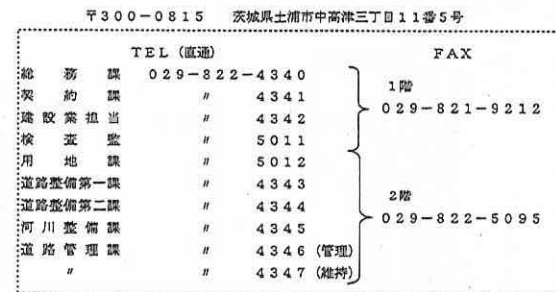 〒300-0815 茨城県土浦市中高津三丁目11番5号
TEL (直通) FAX
総務課 029-822-4340
契約課 〃 4341
1階
建設業担当 〃 4342
029-821-9212
検査監 〃 5011
用地課 〃 5012
道路整備第一課 〃 4343
2階
道路整備第二課 〃 4344
029-822-5095
河川整備課 〃 4345
道路管理課 〃 4346 (管理)
〃 〃 4347 (維持)